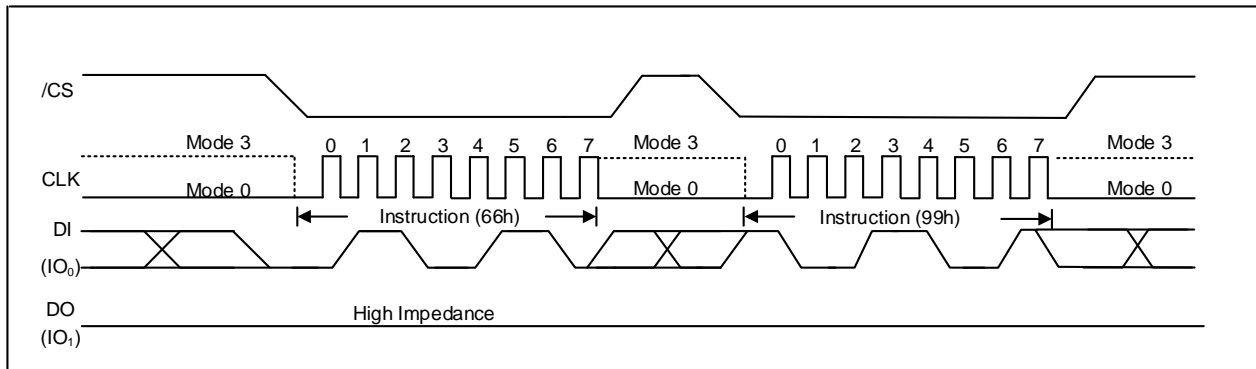 /CS
Mode 3 0 1 2 3 4 5 6 7 Mode 3 0 1 2 3 4 5 6 7 Mode 3
CLK
Mode 0 Mode 0 Mode 0
Instruction (66h) Instruction (99h)
DI
(IO₀)
DO High Impedance
(IO₁)